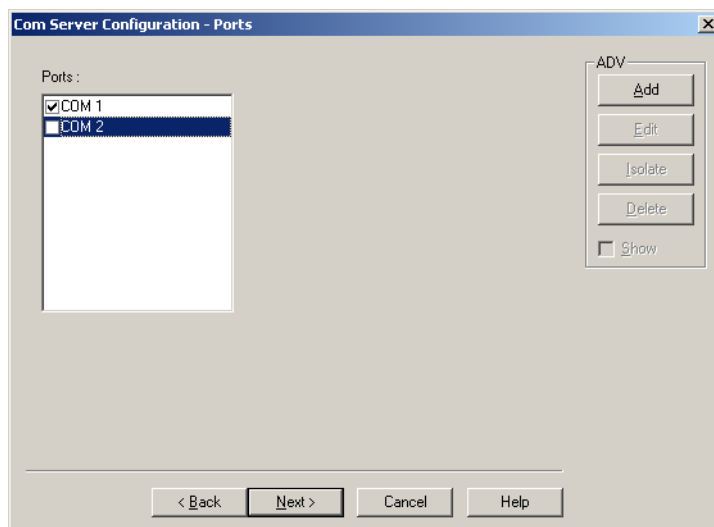 Com Server Configuration - Ports
Ports :
COM 1
COM 2
ADV
Add
Edit
Isolate
Delete
Show
< Back
Next >
Cancel
Help